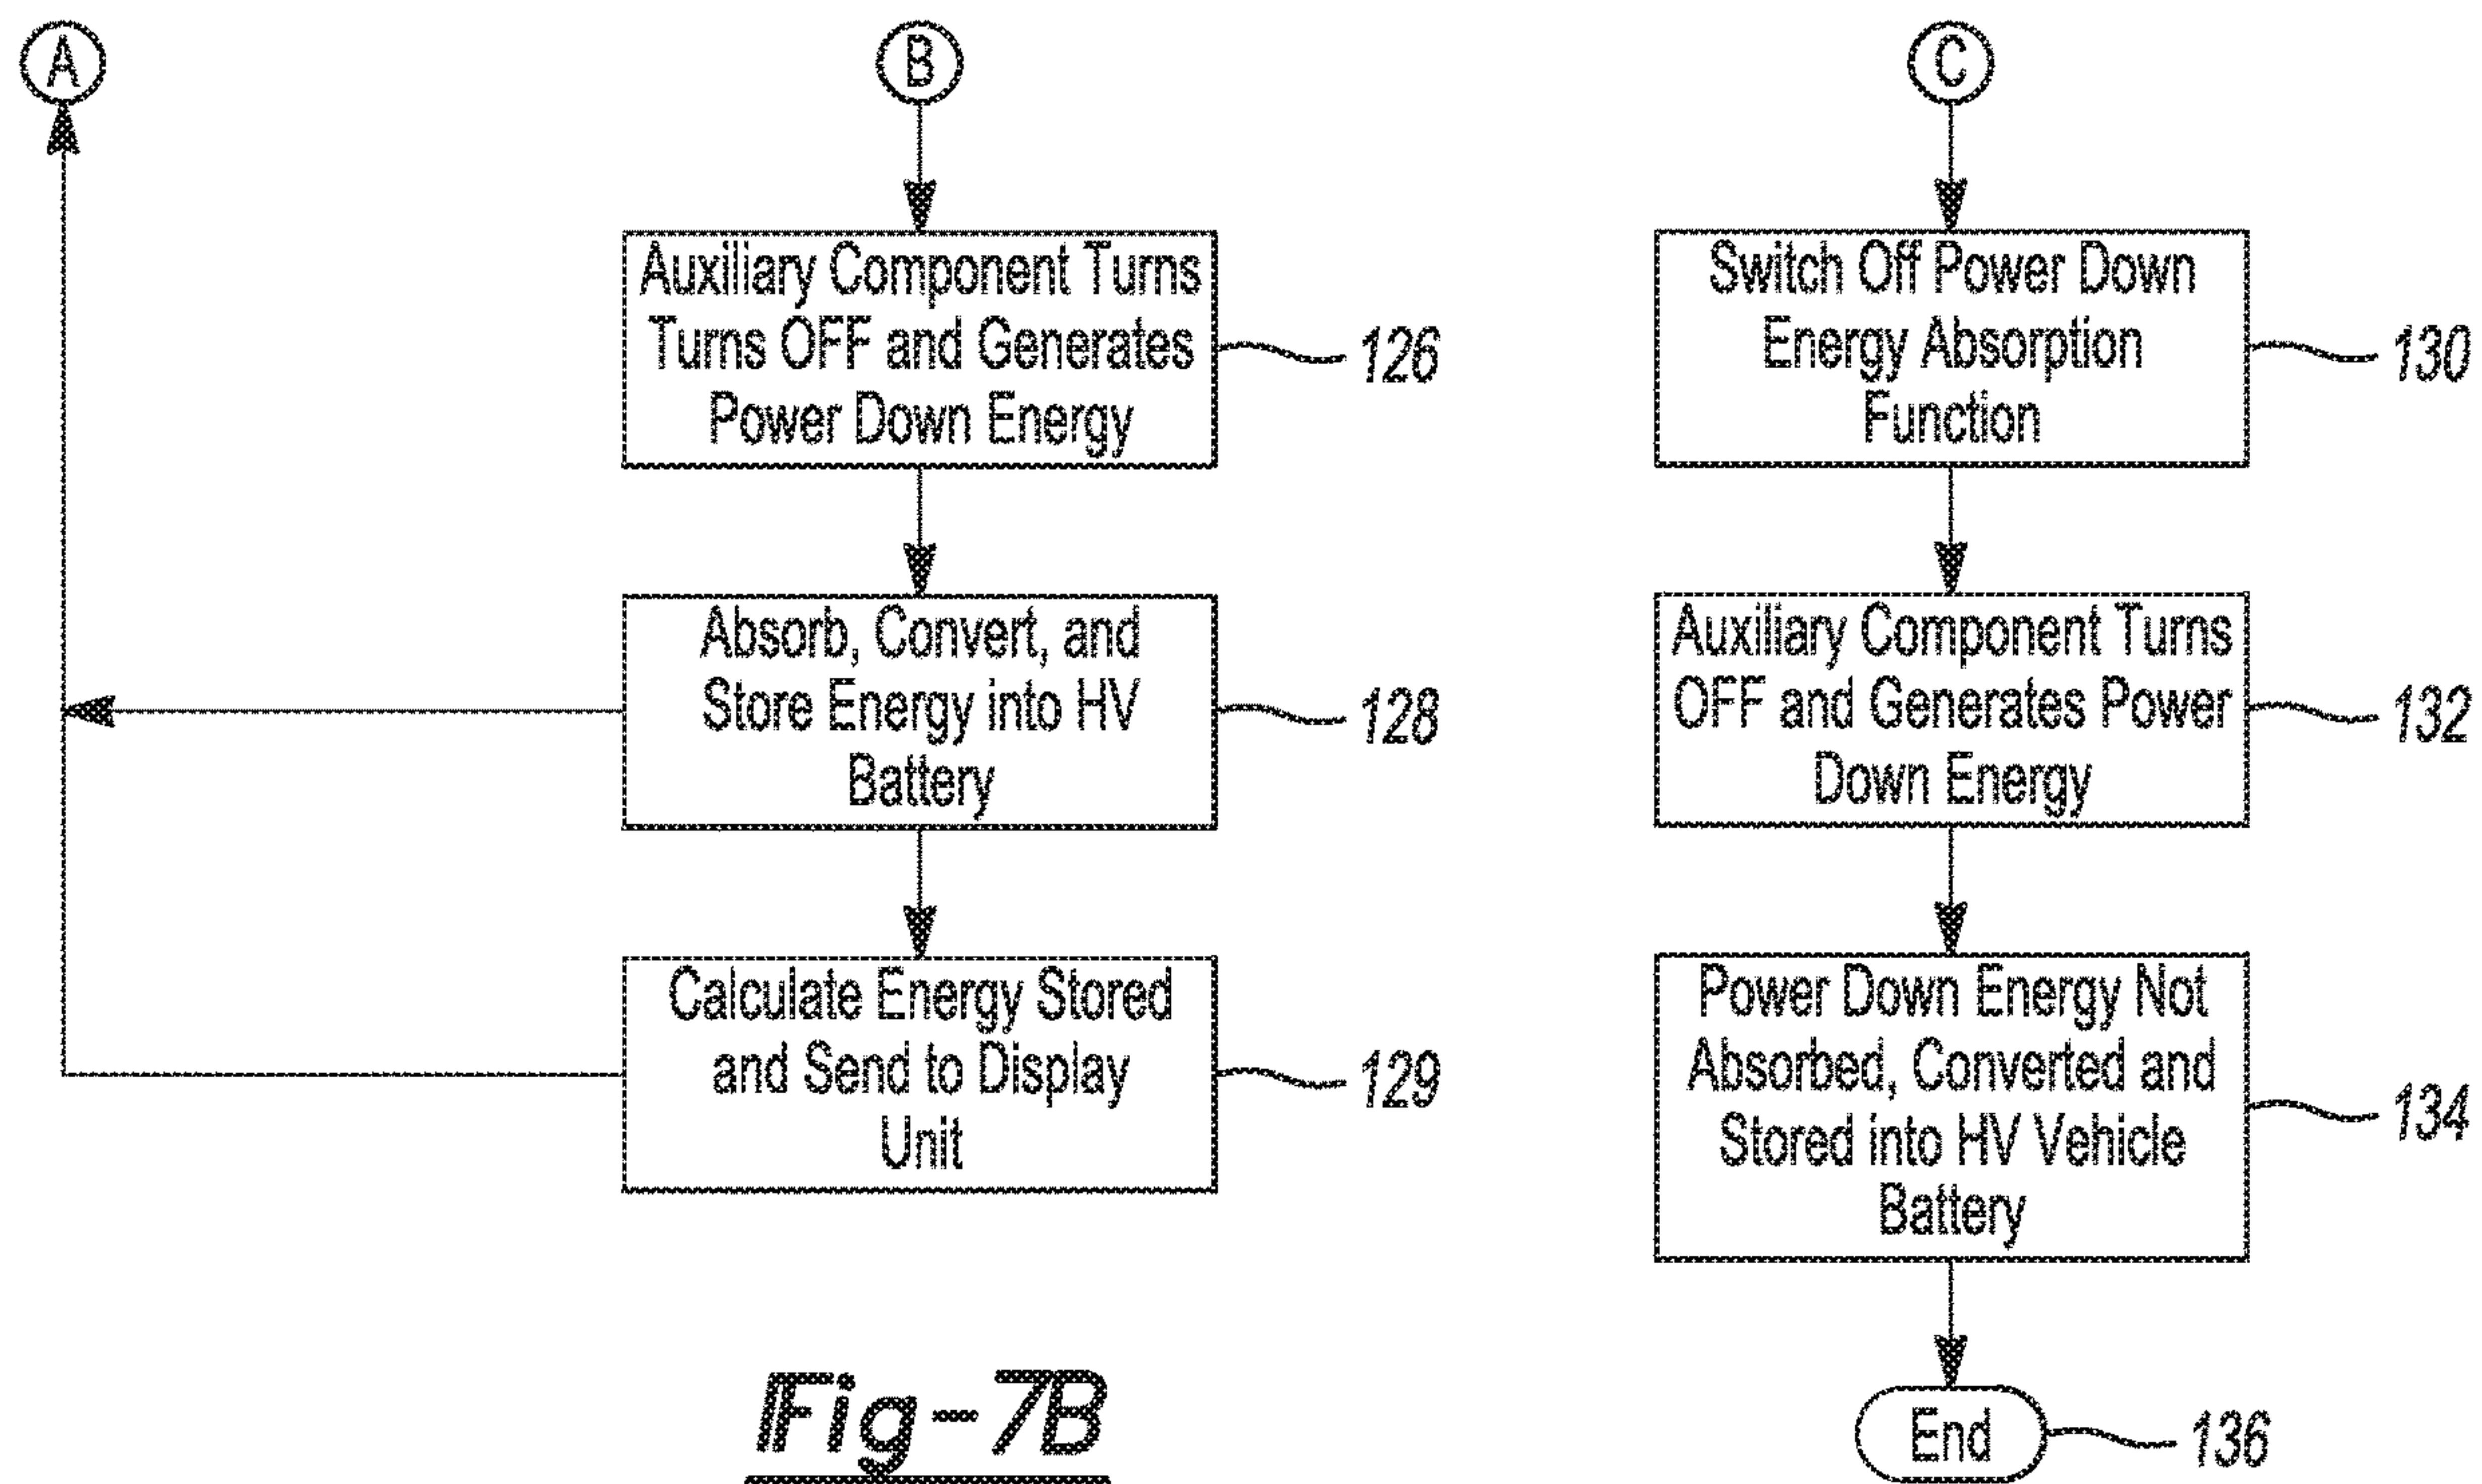 A
B
C
Auxiliary Component Turns
Turns OFF and Generates
Power Down Energy
126
Absorb, Convert, and
Store Energy into HV
Battery
128
Calculate Energy Stored
and Send to Display
Unit
129
Switch Off Power Down
Energy Absorption
Function
130
Auxiliary Component Turns
OFF and Generates Power
Down Energy
132
Power Down Energy Not
Absorbed, Converted and
Stored into HV Vehicle
Battery
134
End
136
Fig-7B